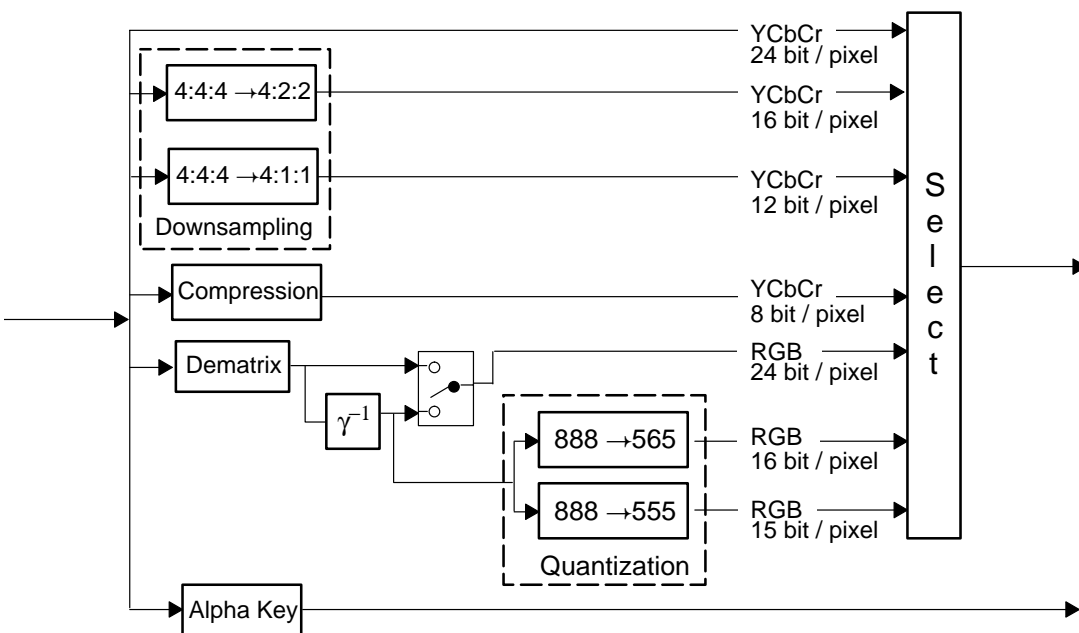 YCbCr
24 bit / pixel
4:4:4 →4:2:2
YCbCr
16 bit / pixel
4:4:4 →4:1:1
YCbCr
12 bit / pixel
Downsampling
Select
Compression
YCbCr
8 bit / pixel
Dematrix
RGB
24 bit / pixel
γ⁻¹
888 →565
RGB
16 bit / pixel
888 →555
RGB
15 bit / pixel
Quantization
Alpha Key